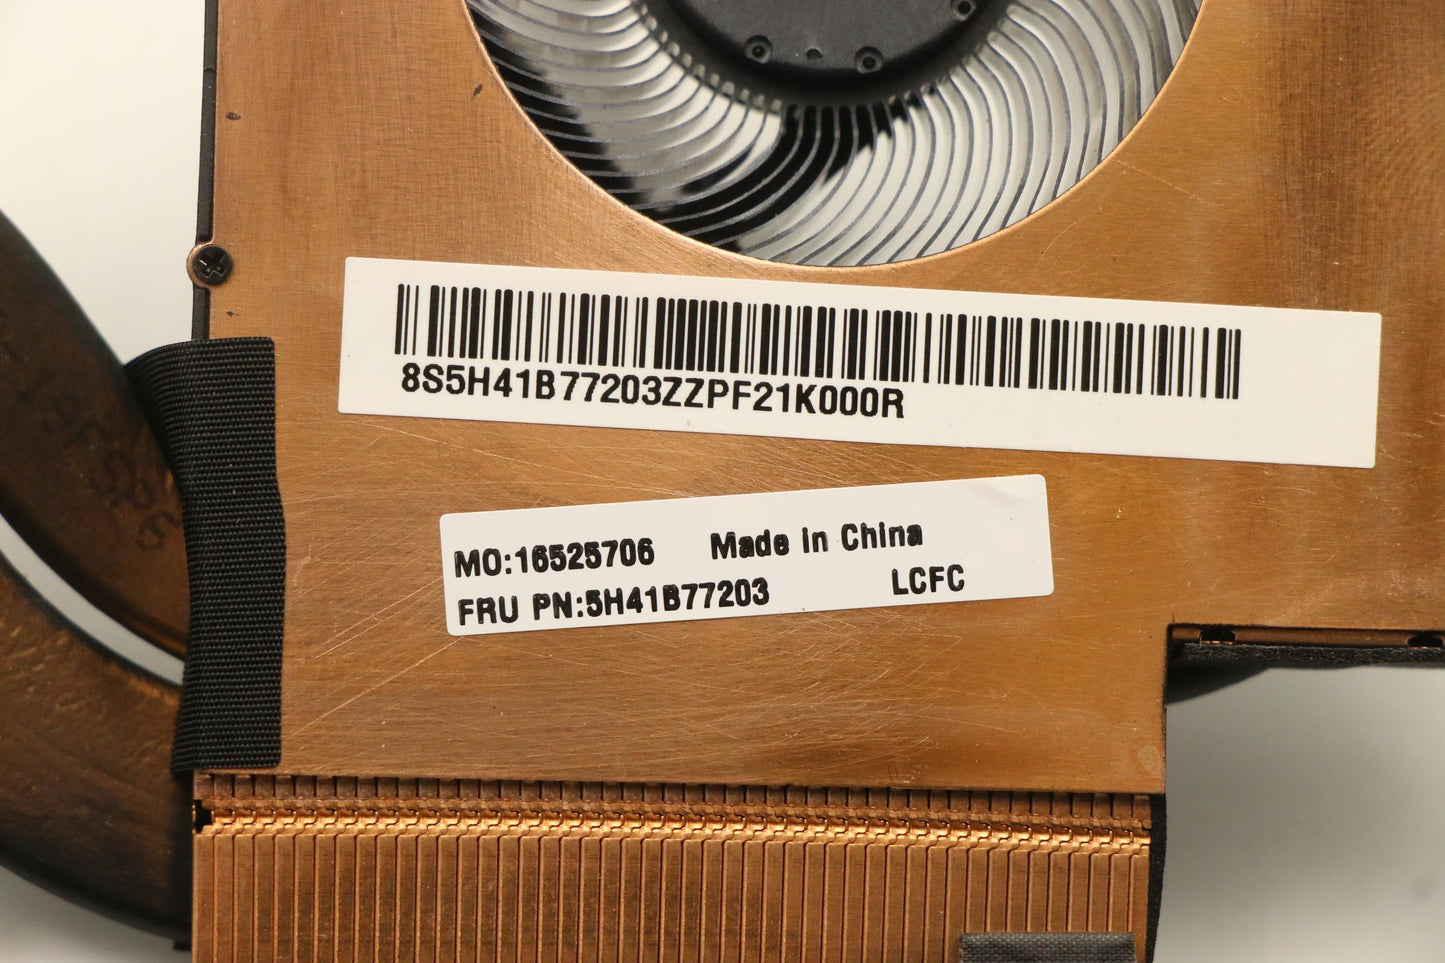 8S5H41B77203ZZPF21K000R
MO:16525706 Made in China
FRU PN:5H41B77203 LCFC